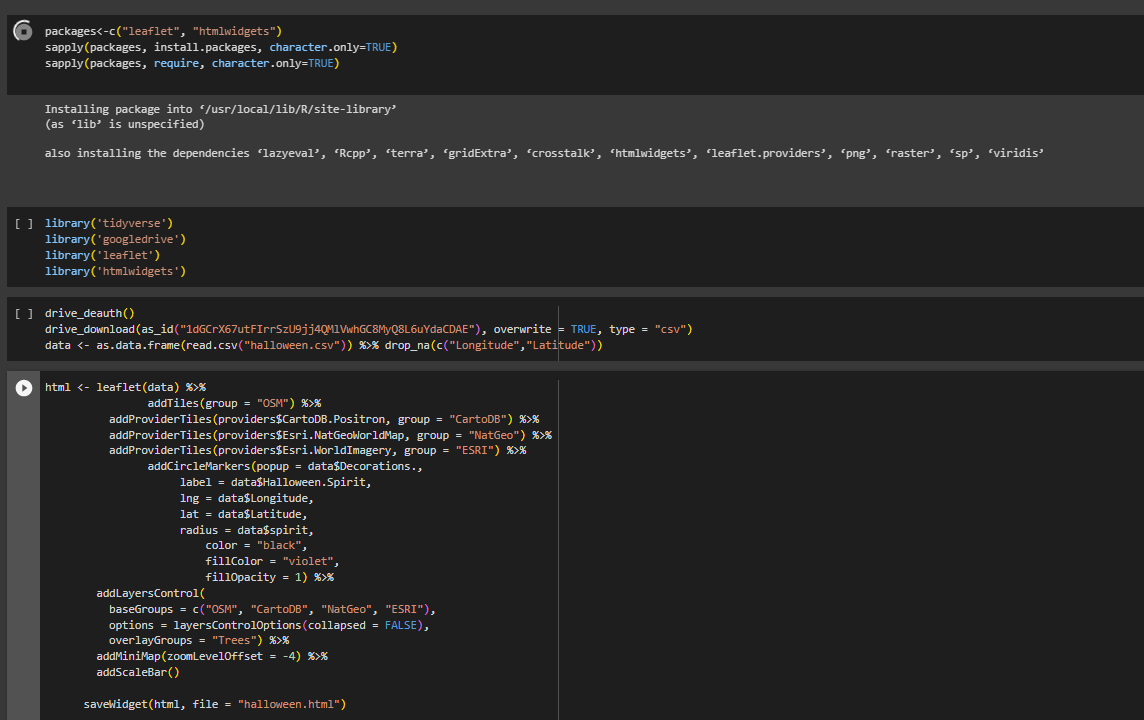 packages<-c("leaflet", "htmlwidgets")
sapply(packages, install.packages, character.only=TRUE)
sapply(packages, require, character.only=TRUE)
Installing package into ‘/usr/local/lib/R/site-library’
(as ‘lib’ is unspecified)
also installing the dependencies ‘lazyeval’, ‘Rcpp’, ‘terra’, ‘gridExtra’, ‘crosstalk’, ‘htmlwidgets’, ‘leaflet.providers’, ‘png’, ‘raster’, ‘sp’, ‘viridis’
[ ] library('tidyverse')
library('googledrive')
library('leaflet')
library('htmlwidgets')
[ ] drive_deauth()
drive_download(as_id("1dGCrX67utFIrrSzU9jj4QMlVwhGC8MyQ8L6uYdaCDAE"), overwrite = TRUE, type = "csv")
data <- as.data.frame(read.csv("halloween.csv")) %>% drop_na(c("Longitude","Latitude"))
html <- leaflet(data) %>%
addTiles(group = "OSM") %>%
addProviderTiles(providers$CartoDB.Positron, group = "CartoDB") %>%
addProviderTiles(providers$Esri.NatGeoWorldMap, group = "NatGeo") %>%
addProviderTiles(providers$Esri.WorldImagery, group = "ESRI") %>%
addCircleMarkers(popup = data$Decorations.,
label = data$Halloween.Spirit,
lng = data$Longitude,
lat = data$Latitude,
radius = data$spirit,
color = "black",
fillColor = "violet",
fillOpacity = 1) %>%
addLayersControl(
baseGroups = c("OSM", "CartoDB", "NatGeo", "ESRI"),
options = layersControlOptions(collapsed = FALSE),
overlayGroups = "Trees") %>%
addMiniMap(zoomLevelOffset = -4) %>%
addScaleBar()
saveWidget(html, file = "halloween.html")